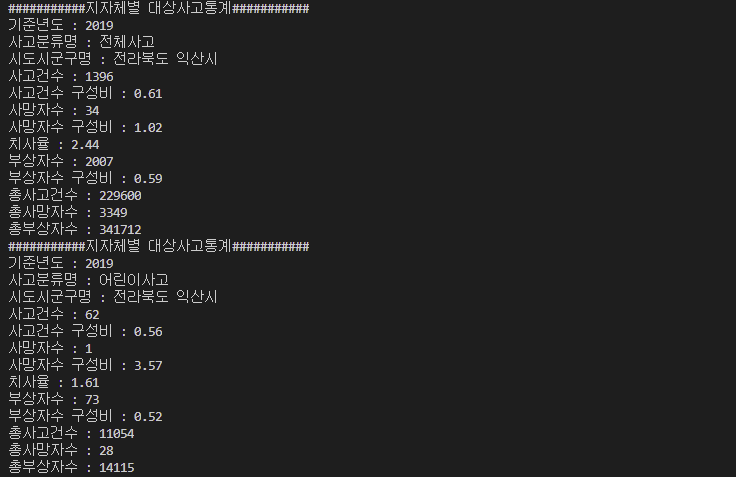 ###########지자체별 대상사고통계###########
기준년도 : 2019
사고분류명 : 전체사고
시도시군구명 : 전라북도 익산시
사고건수 : 1396
사고건수 구성비 : 0.61
사망자수 : 34
사망자수 구성비 : 1.02
치사율 : 2.44
부상자수 : 2007
부상자수 구성비 : 0.59
총사고건수 : 229600
총사망자수 : 3349
총부상자수 : 341712
###########지자체별 대상사고통계###########
기준년도 : 2019
사고분류명 : 어린이사고
시도시군구명 : 전라북도 익산시
사고건수 : 62
사고건수 구성비 : 0.56
사망자수 : 1
사망자수 구성비 : 3.57
치사율 : 1.61
부상자수 : 73
부상자수 구성비 : 0.52
총사고건수 : 11054
총사망자수 : 28
총부상자수 : 14115